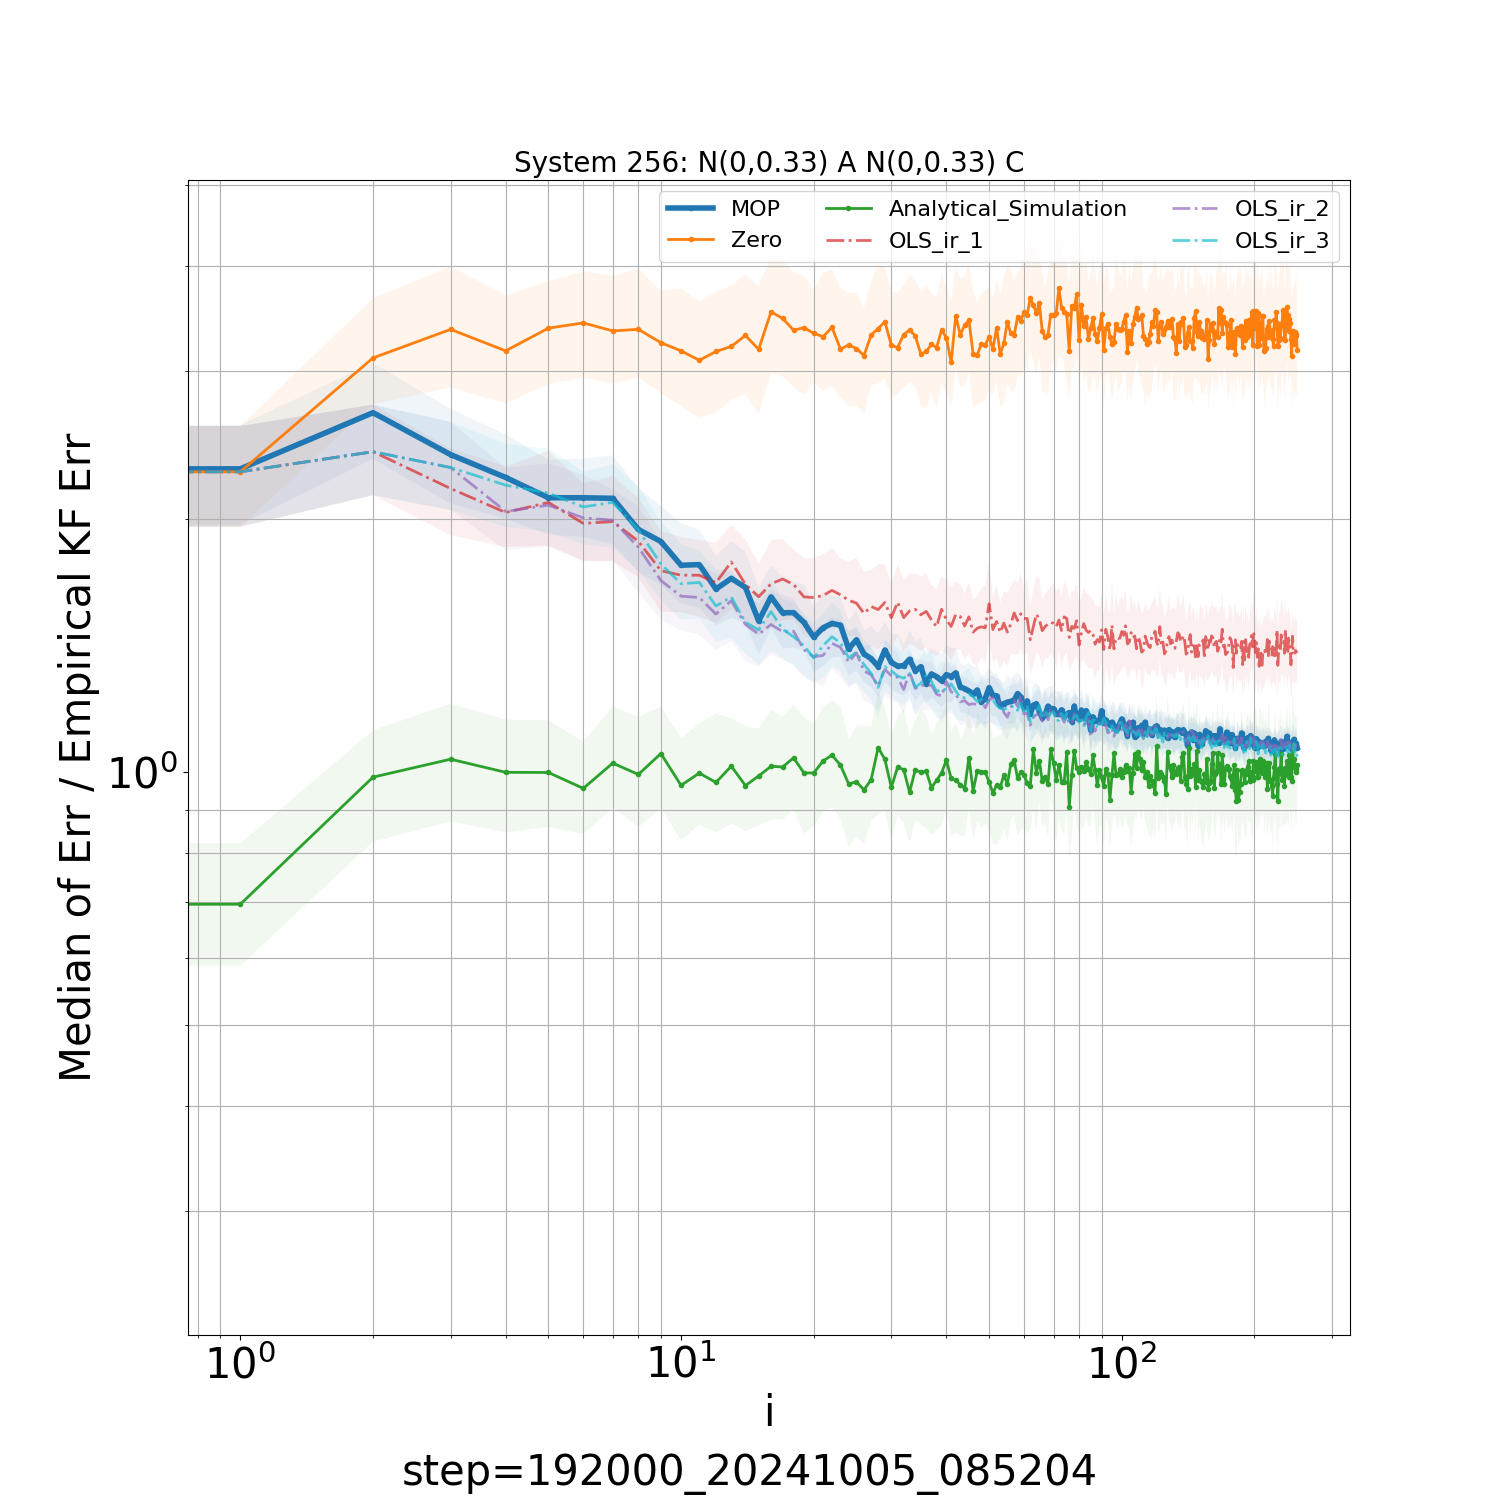 System 256: N(0,0.33) A N(0,0.33) C
MOP
Zero
Analytical_Simulation
OLS_ir_1
OLS_ir_2
OLS_ir_3
Median of Err / Empirical KF Err
10⁰
10⁰
10¹
10²
i
step=192000_20241005_085204